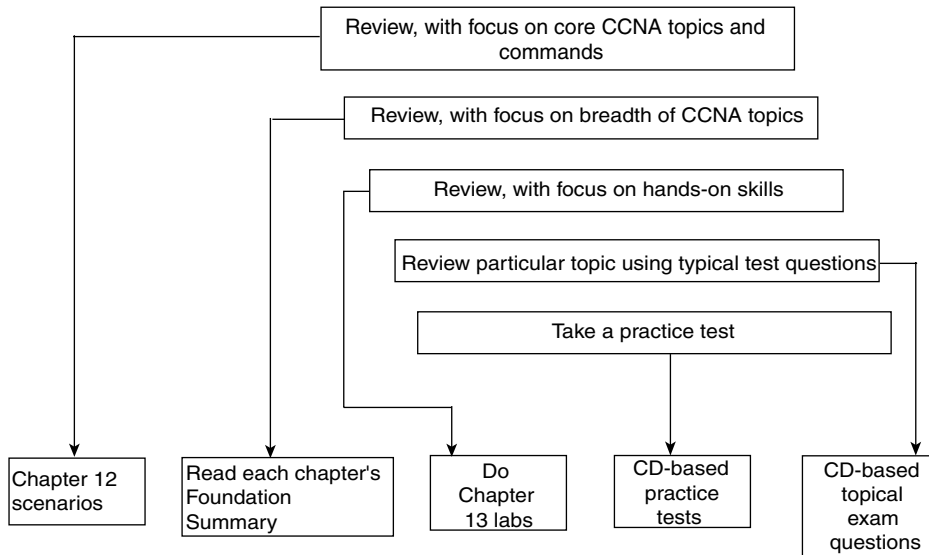 Review, with focus on core CCNA topics and
commands
Review, with focus on breadth of CCNA topics
Review, with focus on hands-on skills
Review particular topic using typical test questions
Take a practice test
Chapter 12
scenarios
Read each chapter's
Foundation
Summary
Do
Chapter
13 labs
CD-based
practice
tests
CD-based
topical
exam
questions